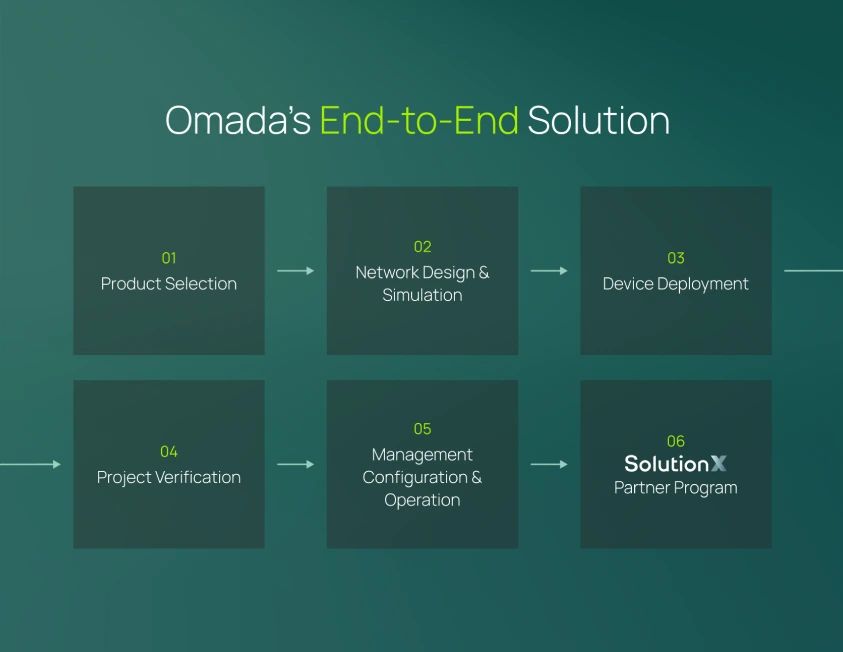 Omada's End-to-End Solution
01
Product Selection
02
Network Design &
Simulation
03
Device Deployment
04
Project Verification
05
Management
Configuration &
Operation
06
SolutionX
Partner Program